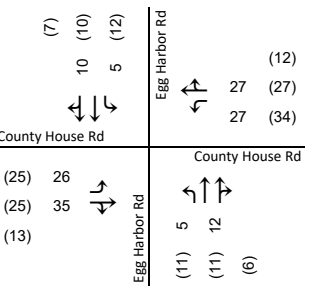 (7) (10) (12)
10 5
Egg Harbor Rd
(12)
27 (27)
27 (34)
County House Rd
County House Rd
(25) 26
(25) 35
(13)
Egg Harbor Rd
5 12
(11) (11) (6)